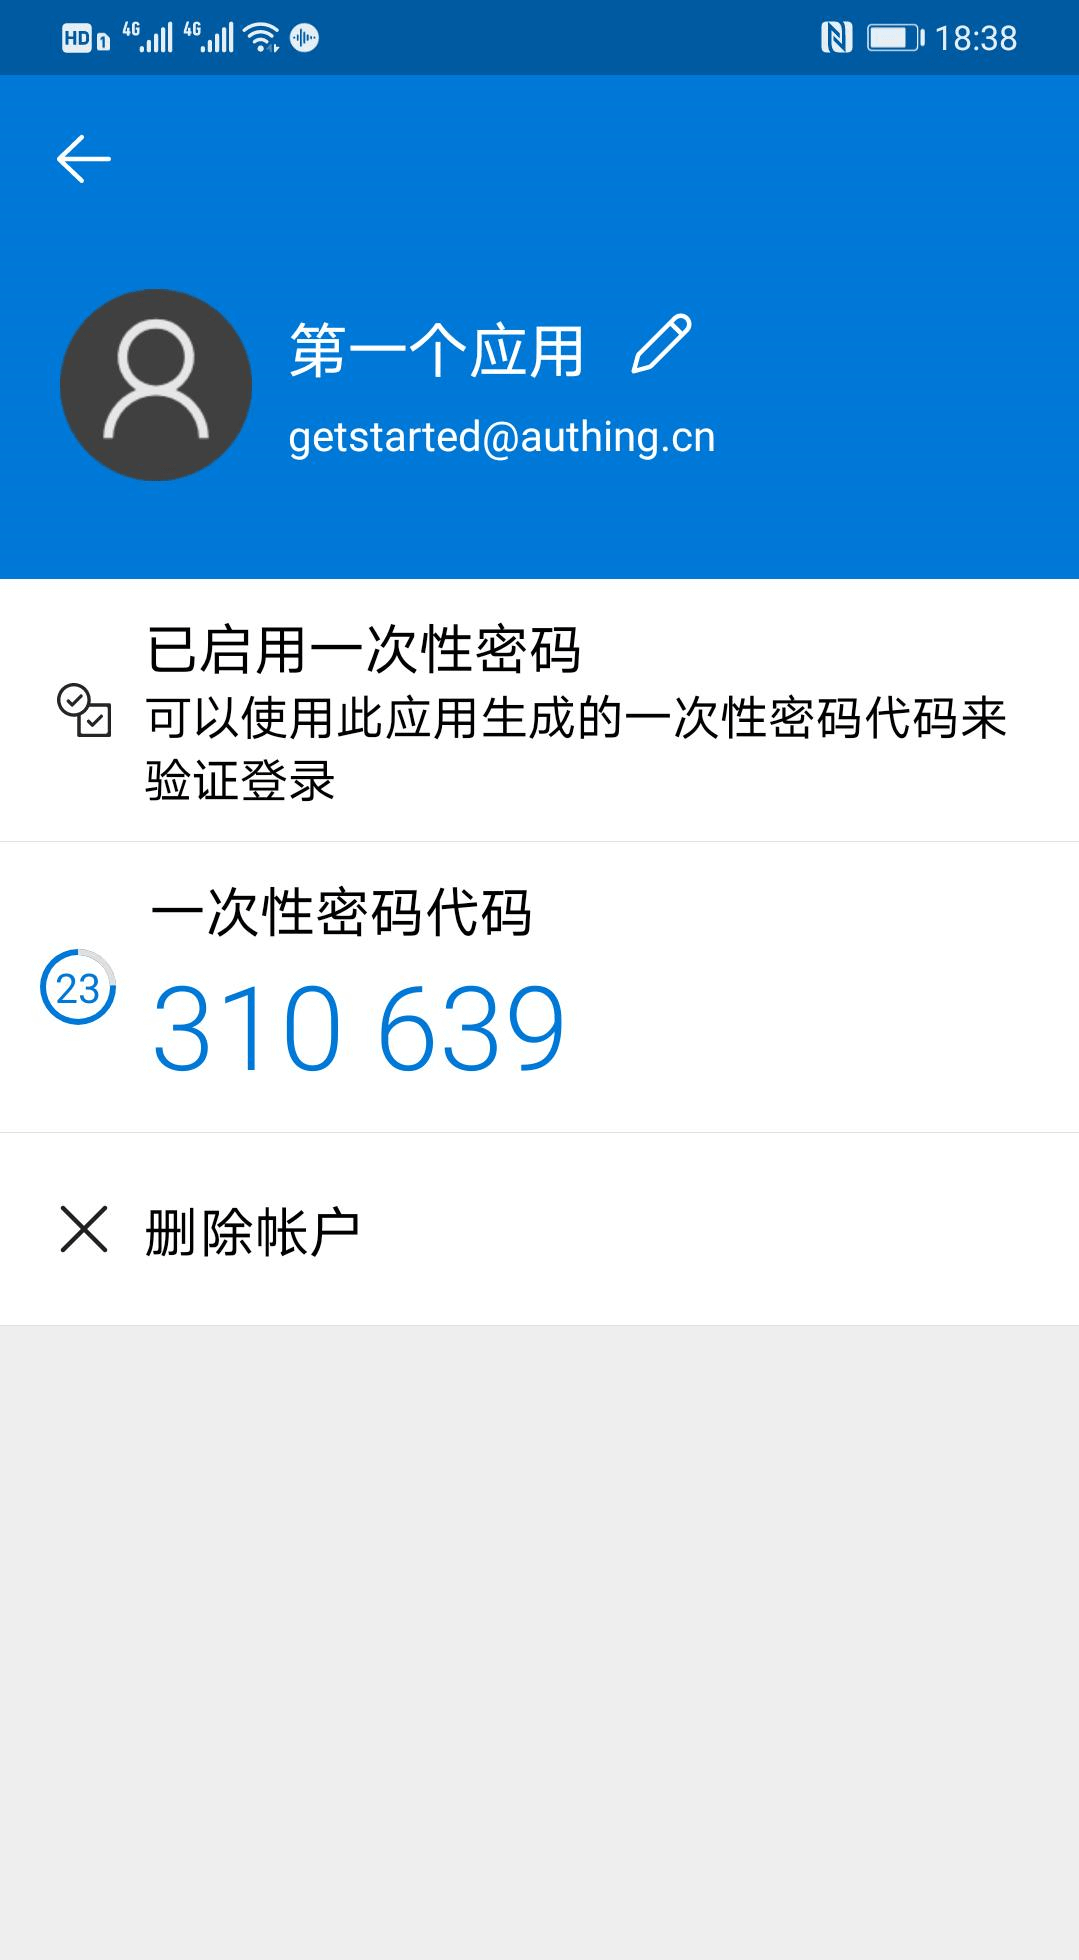 HD 1 4G 4G 18:38
第一个应用
getstarted@authing.cn
已启用一次性密码
可以使用此应用生成的一次性密码代码来
验证登录
一次性密码代码
23
310 639
删除帐户